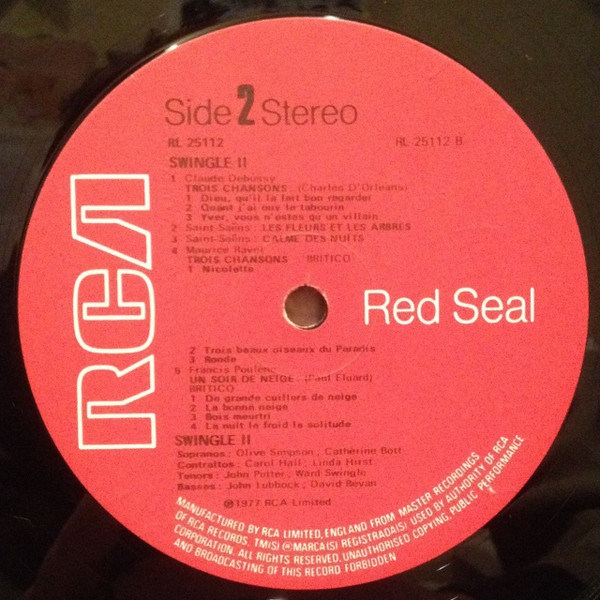 RCA
Side 2 Stereo
RL 25112
RL 25112 B
SWINGLE II
1 Claude Debussy
TROIS CHANSONS : (Charles D'Orleans)
1 Dieu, qu'il la fait bon regarder
2 Quant j'ai ouy le tabourin
3 Yver, vous n'estes qu'un villain
2 Saint-Saëns : LES FLEURS ET LES ARBRES
3 Saint-Saëns : CALME DES NUITS
4 Maurice Ravel
TROIS CHANSONS BRITICO
1 Nicolette
Red Seal
2 Trois beaux oiseaux du Paradis
3 Ronde
5 Francis Poulenc
UN SOIR DE NEIGE : (Paul Eluard)
BRITICO
1 De grande cuillers de neige
2 La bonne neige
3 Bois meurtri
4 La nuit le froid la solitude
SWINGLE II
Sopranos : Olive Simpson, Catherine Bott
Contraltos : Carol Hall ; Linda Hirst
Tenors : John Potter, Ward Swingle
Basses : John Lubbock ; David Bevan
℗1977 RCA Limited
MANUFACTURED BY RCA LIMITED, ENGLAND FROM MASTER RECORDINGS
OF RCA RECORDS. TM(S) ® MARCA(S) REGISTRADA(S) USED BY AUTHORITY OF RCA
CORPORATION. ALL RIGHTS RESERVED. UNAUTHORISED COPYING, PUBLIC PERFORMANCE
AND BROADCASTING OF THIS RECORD FORBIDDEN